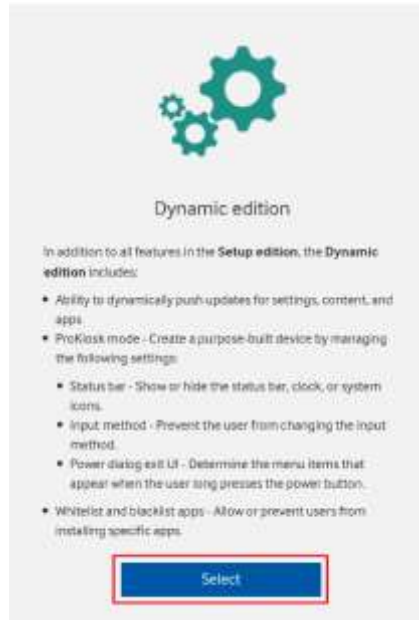 Dynamic edition
In addition to all features in the Setup edition, the Dynamic
edition includes:
Ability to dynamically push updates for settings, content, and
apps
ProKiosk mode - Create a purpose-built device by managing
the following settings:
Status bar - Show or hide the status bar, clock, or system
icons.
Input method - Prevent the user from changing the input
method.
Power dialog exit UI - Determine the menu items that
appear when the user long presses the power button.
Whitelist and blacklist apps - Allow or prevent users from
installing specific apps.
Select